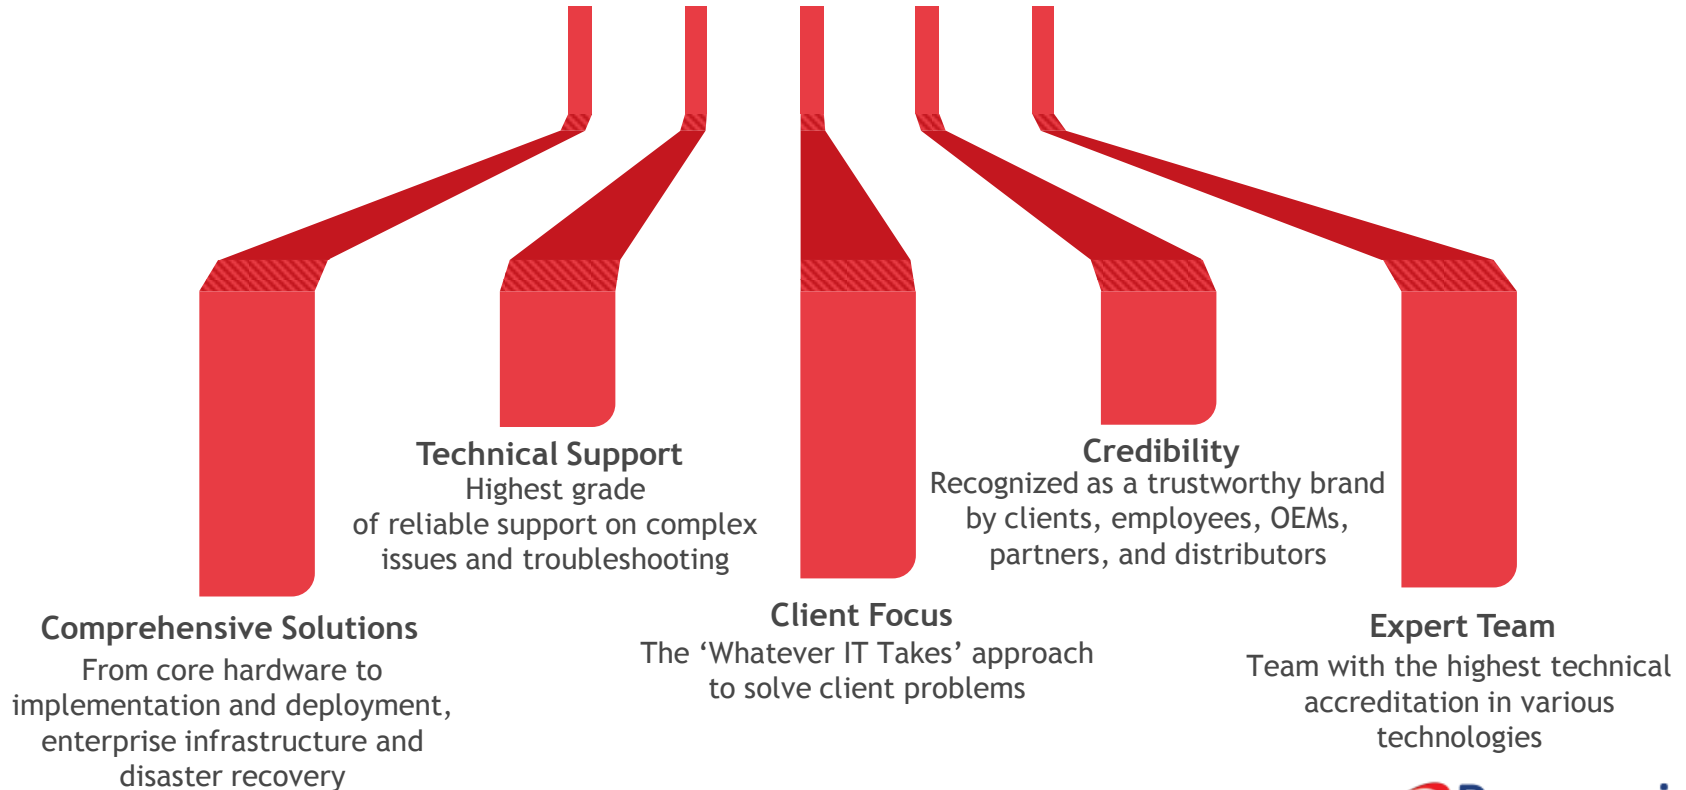 Technical Support
Highest grade
of reliable support on complex
issues and troubleshooting
Credibility
Recognized as a trustworthy brand
by clients, employees, OEMs,
partners, and distributors
Comprehensive Solutions
From core hardware to
implementation and deployment,
enterprise infrastructure and
disaster recovery
Client Focus
The ‘Whatever IT Takes’ approach
to solve client problems
Expert Team
Team with the highest technical
accreditation in various
technologies